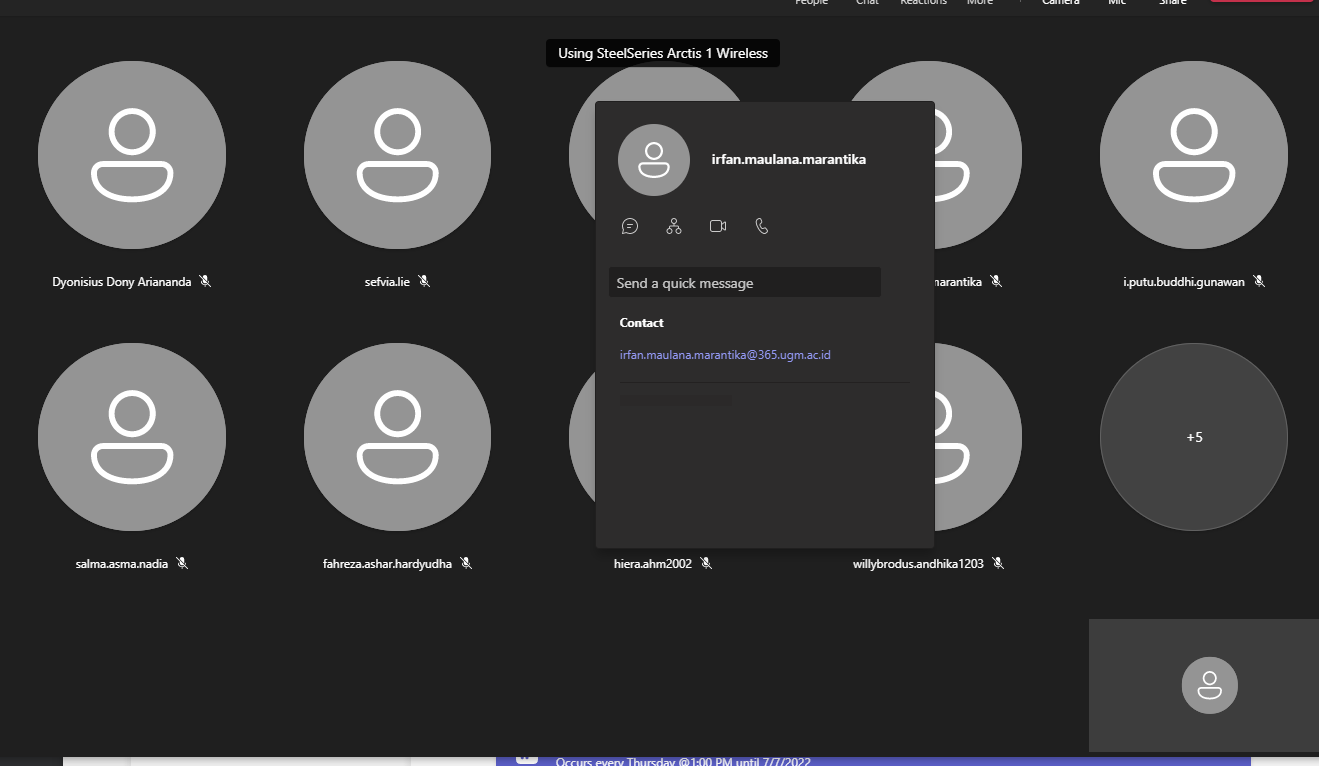 People Chat Reactions More Camera Mic Share
Using SteelSeries Arctis 1 Wireless
irfan.maulana.marantika
Dyonisius Dony Ariananda
sefvia.lie
marantika
i.putu.buddhi.gunawan
Send a quick message
Contact
irfan.maulana.marantika@365.ugm.ac.id
+5
salma.asma.nadia
fahreza.ashar.hardyudha
hiera.ahm2002
willybrodus.andhika1203
Occurs every Thursday @1:00 PM until 7/7/2022